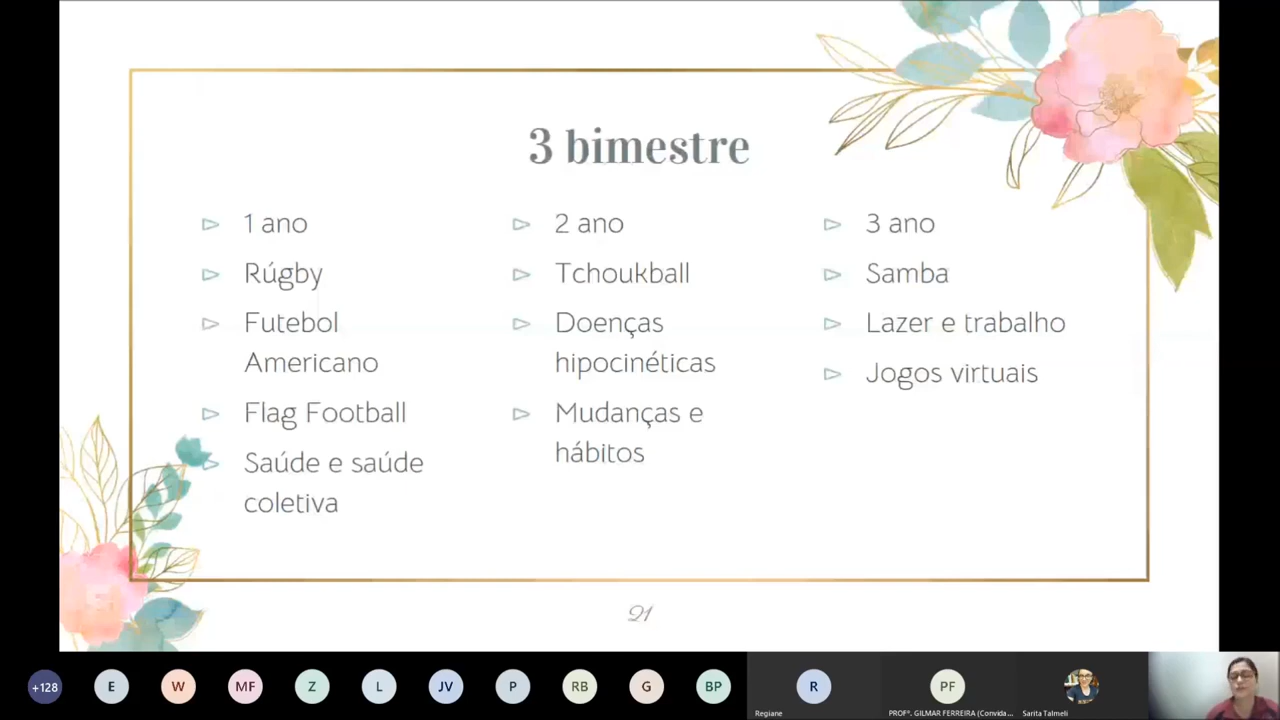 3 bimestre
1 ano
Rúgby
Futebol
Americano
Flag Football
Saúde e saúde
coletiva
2 ano
Tchoukball
Doenças
hipocinéticas
Mudanças e
hábitos
3 ano
Samba
Lazer e trabalho
Jogos virtuais
21
+128
E
W
MF
Z
L
JV
P
RB
G
BP
R
Regiane
PF
PROFº. GILMAR FERREIRA (Convida...
Sarita Talmeli